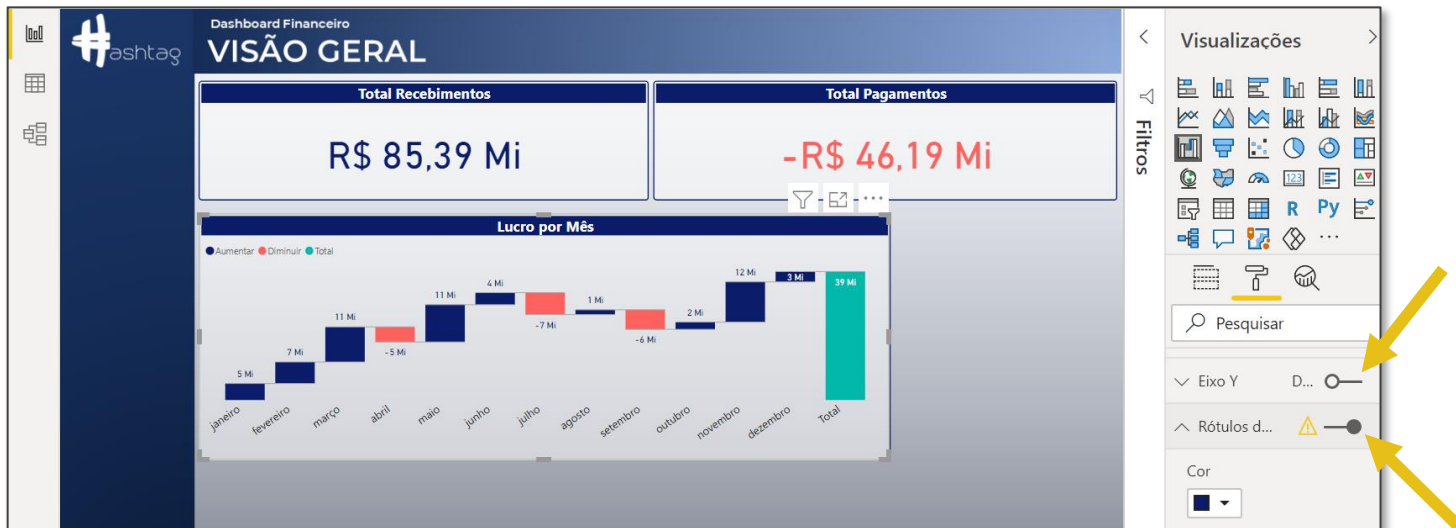 Hashtag
Dashboard Financeiro
VISÃO GERAL
Total Recebimentos
R$ 85,39 Mi
Total Pagamentos
-R$ 46,19 Mi
Lucro por Mês
Aumentar Diminuir Total
5 Mi
7 Mi
11 Mi
-5 Mi
11 Mi
4 Mi
-7 Mi
1 Mi
-6 Mi
2 Mi
12 Mi
3 Mi
39 Mi
janeiro
fevereiro
março
abril
maio
junho
julho
agosto
setembro
outubro
novembro
dezembro
Total
Filtros
Visualizações
123
R Py
Pesquisar
Eixo Y D...
Rótulos d...
Cor